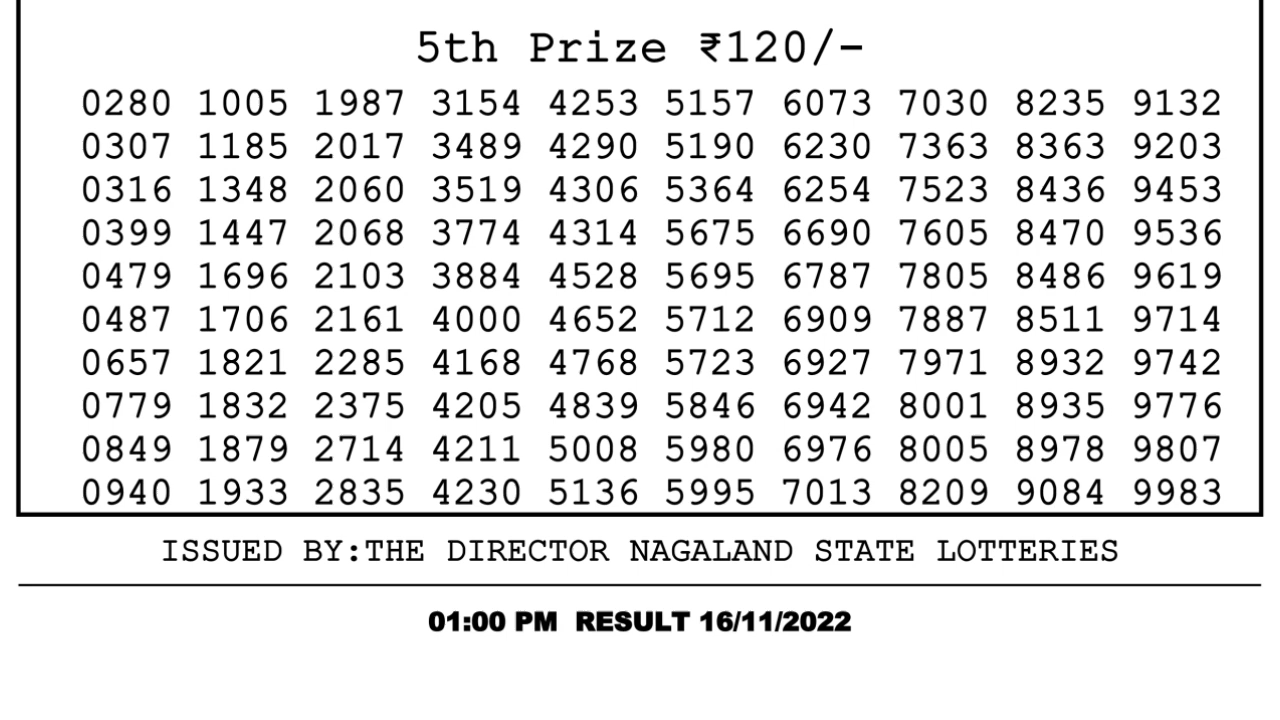 5th Prize ₹120/-
0280 1005 1987 3154 4253 5157 6073 7030 8235 9132
0307 1185 2017 3489 4290 5190 6230 7363 8363 9203
0316 1348 2060 3519 4306 5364 6254 7523 8436 9453
0399 1447 2068 3774 4314 5675 6690 7605 8470 9536
0479 1696 2103 3884 4528 5695 6787 7805 8486 9619
0487 1706 2161 4000 4652 5712 6909 7887 8511 9714
0657 1821 2285 4168 4768 5723 6927 7971 8932 9742
0779 1832 2375 4205 4839 5846 6942 8001 8935 9776
0849 1879 2714 4211 5008 5980 6976 8005 8978 9807
0940 1933 2835 4230 5136 5995 7013 8209 9084 9983
ISSUED BY:THE DIRECTOR NAGALAND STATE LOTTERIES
01:00 PM RESULT 16/11/2022